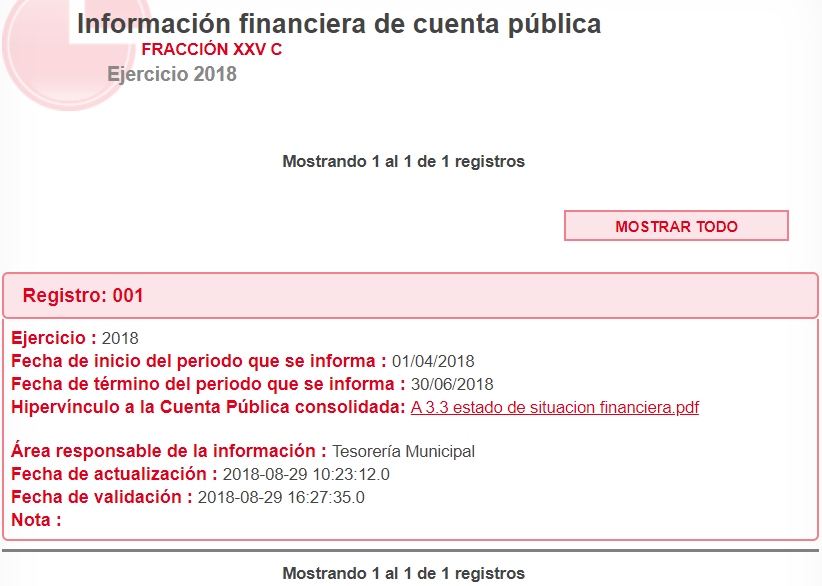 Información financiera de cuenta pública
FRACCIÓN XXV C
Ejercicio 2018
Mostrando 1 al 1 de 1 registros
MOSTRAR TODO
Registro: 001
Ejercicio : 2018
Fecha de inicio del periodo que se informa : 01/04/2018
Fecha de término del periodo que se informa : 30/06/2018
Hipervínculo a la Cuenta Pública consolidada: A 3.3 estado de situacion financiera.pdf
Área responsable de la información : Tesorería Municipal
Fecha de actualización : 2018-08-29 10:23:12.0
Fecha de validación : 2018-08-29 16:27:35.0
Nota :
Mostrando 1 al 1 de 1 registros